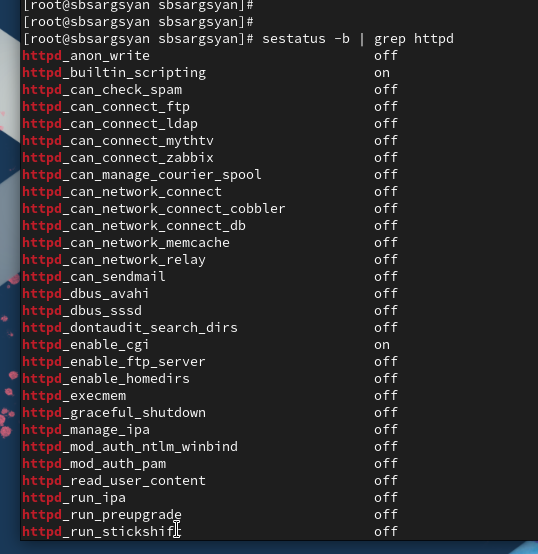 [root@sbsargsyan sbsargsyan]#
[root@sbsargsyan sbsargsyan]#
[root@sbsargsyan sbsargsyan]# sestatus -b | grep httpd
httpd_anon_write off
httpd_builtin_scripting on
httpd_can_check_spam off
httpd_can_connect_ftp off
httpd_can_connect_ldap off
httpd_can_connect_mythtv off
httpd_can_connect_zabbix off
httpd_can_manage_courier_spool off
httpd_can_network_connect off
httpd_can_network_connect_cobbler off
httpd_can_network_connect_db off
httpd_can_network_memcache off
httpd_can_network_relay off
httpd_can_sendmail off
httpd_dbus_avahi off
httpd_dbus_sssd off
httpd_dontaudit_search_dirs off
httpd_enable_cgi on
httpd_enable_ftp_server off
httpd_enable_homedirs off
httpd_execmem off
httpd_graceful_shutdown off
httpd_manage_ipa off
httpd_mod_auth_ntlm_winbind off
httpd_mod_auth_pam off
httpd_read_user_content off
httpd_run_ipa off
httpd_run_preupgrade off
httpd_run_stickshift off